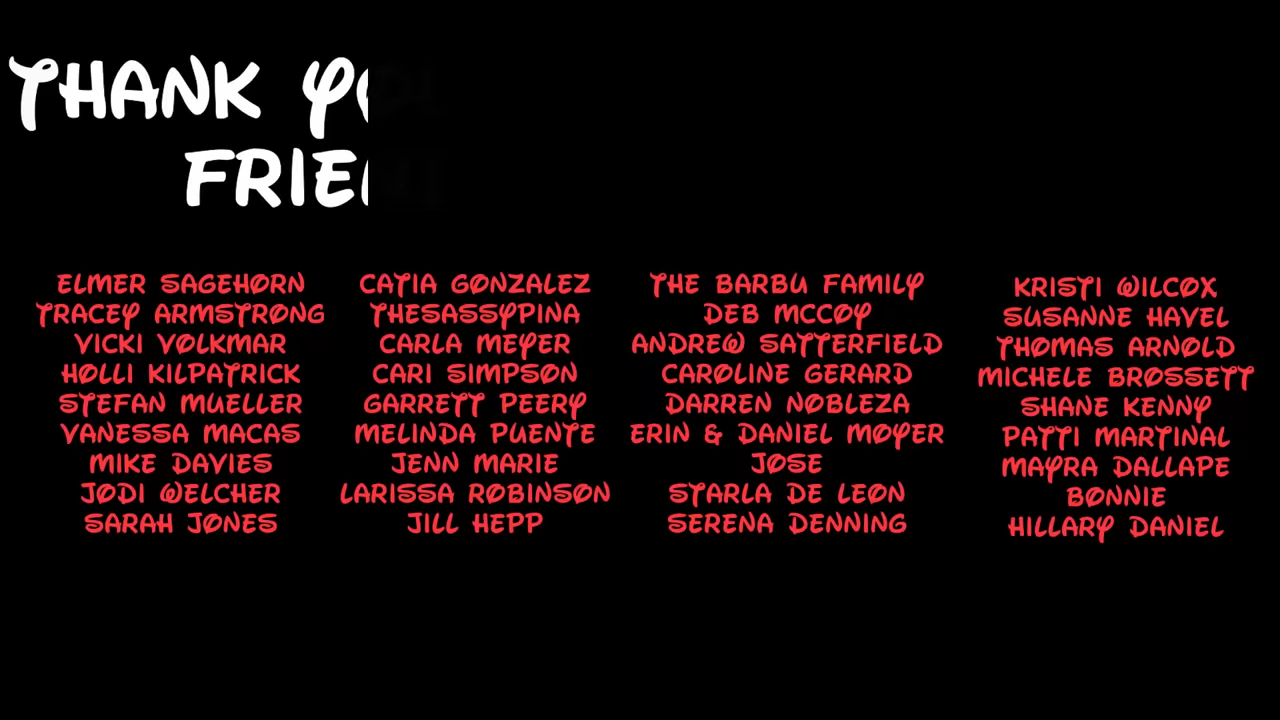 THANK YO
FRIE
ELMER SAGEHORN
TRACEY ARMSTRONG
VICKI VOLKMAR
HOLLI KILPATRICK
STEFAN MUELLER
VANESSA MACAS
MIKE DAVIES
JODI WELCHER
SARAH JONES
CATIA GONZALEZ
THESASSYPINA
CARLA MEYER
CARI SIMPSON
GARRETT PEERY
MELINDA PUENTE
JENN MARIE
LARISSA ROBINSON
JILL HEPP
THE BARBU FAMILY
DEB MCCOY
ANDREW SATTERFIELD
CAROLINE GERARD
DARREN NOBLEZA
ERIN & DANIEL MOYER
JOSE
STARLA DE LEON
SERENA DENNING
KRISTI WILCOX
SUSANNE HAVEL
THOMAS ARNOLD
MICHELE BROSSETT
SHANE KENNY
PATTI MARTINAL
MAYRA DALLAPE
BONNIE
HILLARY DANIEL